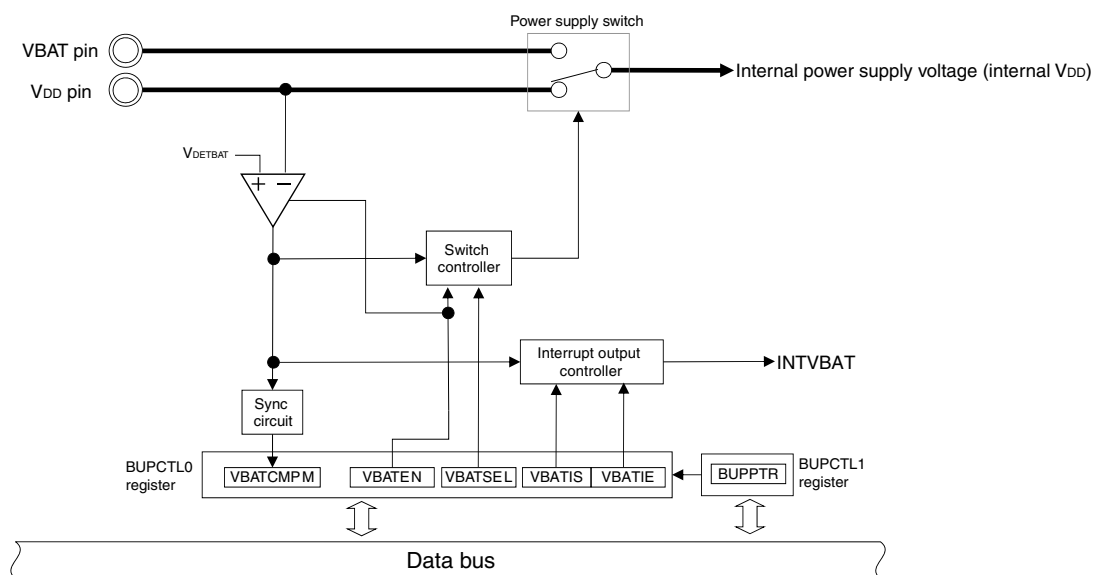 Power supply switch
VBAT pin
VDD pin
Internal power supply voltage (internal VDD)
VDETBAT
+ −
Switch
controller
Interrupt output
controller
INTVBAT
Sync
circuit
BUPCTL0
register
VBATCMPM
VBATEN
VBATSEL
VBATIS
VBATIE
BUPPTR
BUPCTL1
register
Data bus